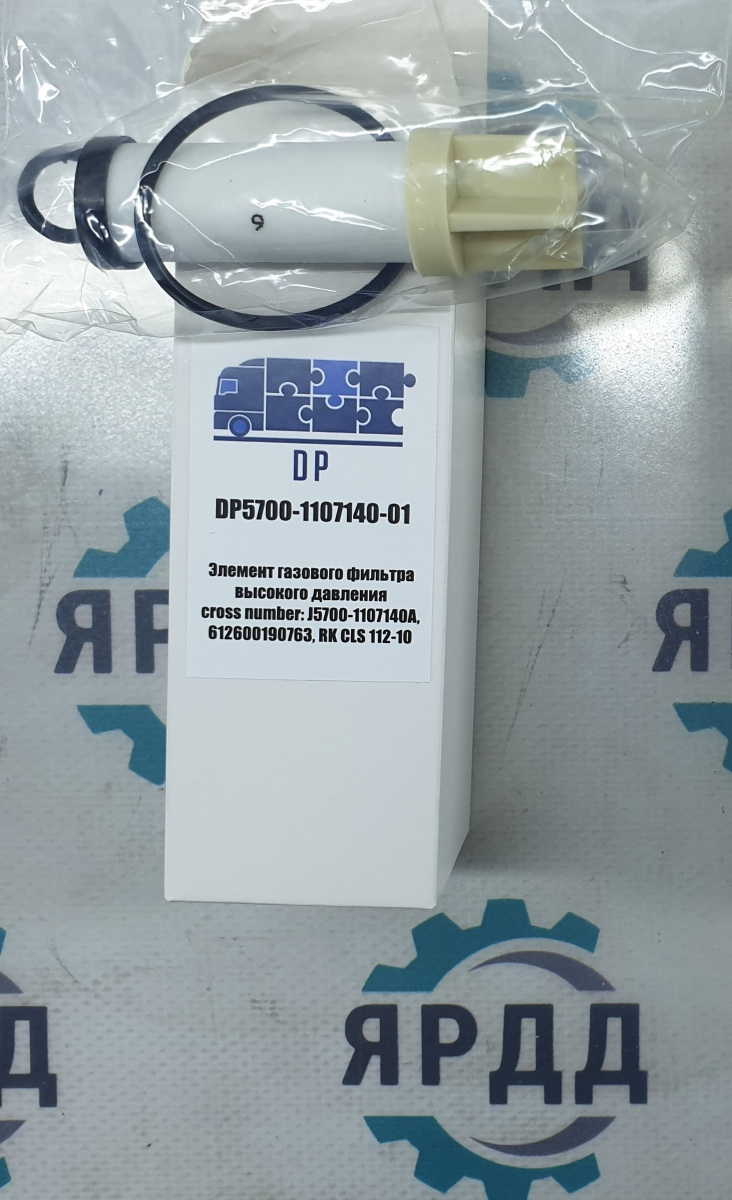 9
DP
DP5700-1107140-01
Элемент газового фильтра
высокого давления
cross number: J5700-1107140A,
612600190763, RK CLS 112-10
ЯРДД